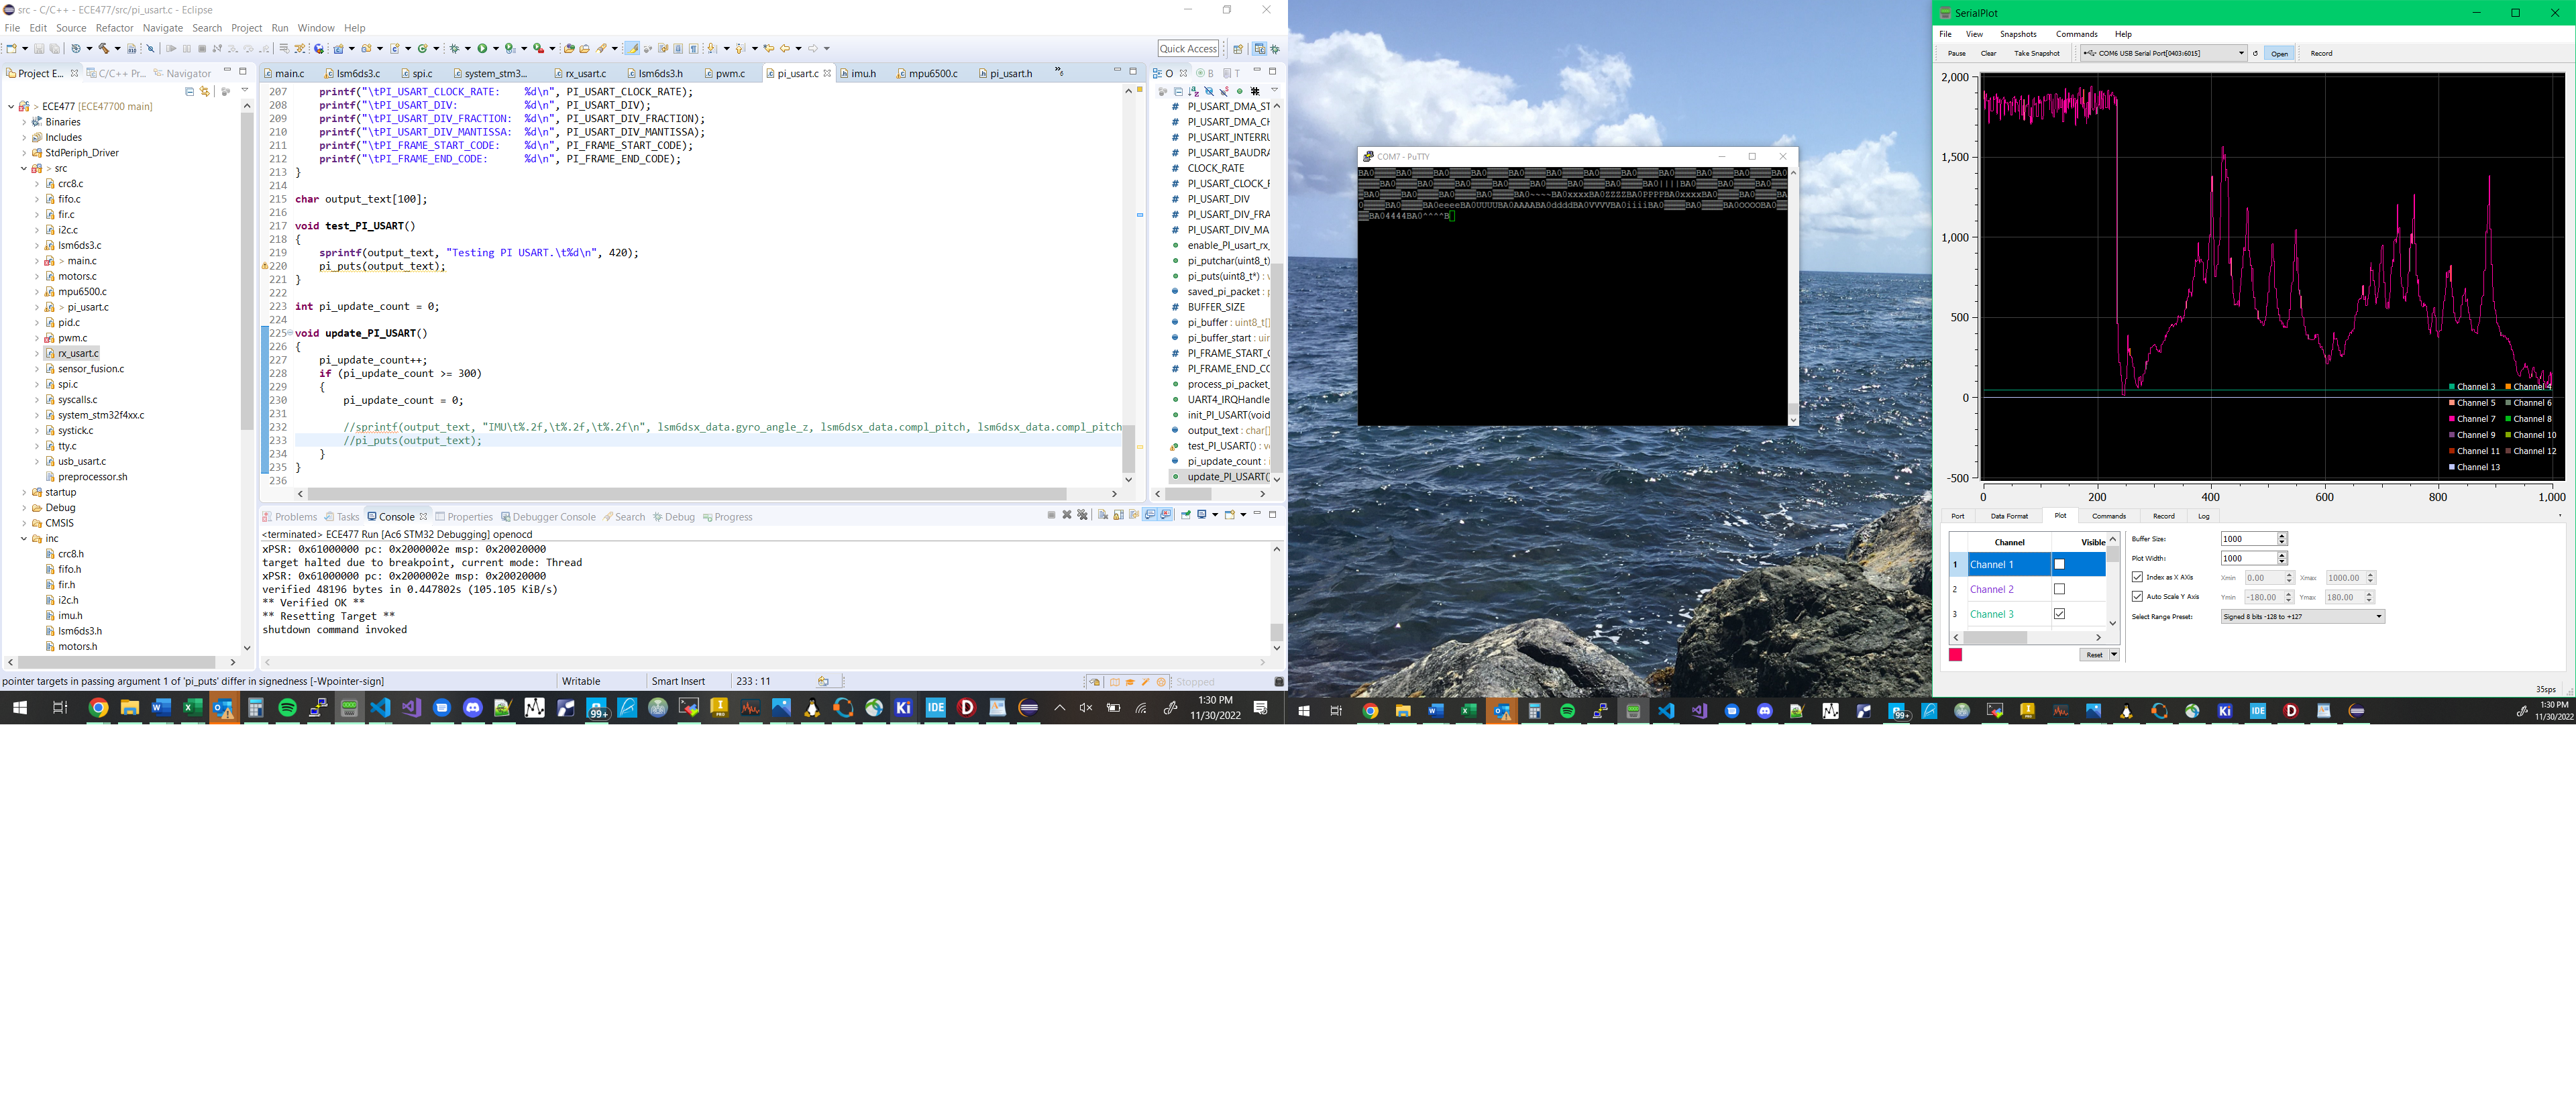 src - C/C++ - ECE477/src/pi_usart.c - Eclipse
File Edit Source Refactor Navigate Search Project Run Window Help
Quick Access
Project E... C/C++ Pr... Navigator
ECE477 [ECE47700 main]
Binaries
Includes
StdPeriph_Driver
> src
crc8.c
fifo.c
fir.c
i2c.c
lsm6ds3.c
> main.c
motors.c
mpu6500.c
> pi_usart.c
pid.c
pwm.c
rx_usart.c
sensor_fusion.c
spi.c
syscalls.c
system_stm32f4xx.c
systick.c
tty.c
usb_usart.c
preprocessor.sh
startup
Debug
CMSIS
inc
crc8.h
fifo.h
fir.h
i2c.h
imu.h
lsm6ds3.h
motors.h
main.c lsm6ds3.c spi.c system_stm3... rx_usart.c lsm6ds3.h pwm.c pi_usart.c imu.h mpu6500.c pi_usart.h
207 printf("\tPI_USART_CLOCK_RATE: %d\n", PI_USART_CLOCK_RATE);
208 printf("\tPI_USART_DIV: %d\n", PI_USART_DIV);
209 printf("\tPI_USART_DIV_FRACTION: %d\n", PI_USART_DIV_FRACTION);
210 printf("\tPI_USART_DIV_MANTISSA: %d\n", PI_USART_DIV_MANTISSA);
211 printf("\tPI_FRAME_START_CODE: %d\n", PI_FRAME_START_CODE);
212 printf("\tPI_FRAME_END_CODE: %d\n", PI_FRAME_END_CODE);
213 }
214
215 char output_text[100];
216
217 void test_PI_USART()
218 {
219 sprintf(output_text, "Testing PI USART.\t%d\n", 420);
220 pi_puts(output_text);
221 }
222
223 int pi_update_count = 0;
224
225 void update_PI_USART()
226 {
227 pi_update_count++;
228 if (pi_update_count >= 300)
229 {
230 pi_update_count = 0;
231
232 //sprintf(output_text, "IMU\t%.2f,\t%.2f,\t%.2f\n", lsm6dsx_data.gyro_angle_z, lsm6dsx_data.compl_pitch, lsm6dsx_data.compl_pitch
233 //pi_puts(output_text);
234 }
235 }
236
O B T
PI_USART_DMA_ST
PI_USART_DMA_CH
PI_USART_INTERRU
PI_USART_BAUDRA
CLOCK_RATE
PI_USART_CLOCK_F
PI_USART_DIV
PI_USART_DIV_FRA
PI_USART_DIV_MA
enable_PI_usart_rx_
pi_putchar(uint8_t)
pi_puts(uint8_t*) : v
saved_pi_packet : p
BUFFER_SIZE
pi_buffer : uint8_t[]
pi_buffer_start : uir
PI_FRAME_START_C
PI_FRAME_END_CO
process_pi_packet_
UART4_IRQHandle
init_PI_USART(void
output_text : char[]
test_PI_USART() : vo
pi_update_count : i
update_PI_USART()
Problems Tasks Console Properties Debugger Console Search Debug Progress
<terminated> ECE477 Run [Ac6 STM32 Debugging] openocd
xPSR: 0x61000000 pc: 0x2000002e msp: 0x20020000
target halted due to breakpoint, current mode: Thread
xPSR: 0x61000000 pc: 0x2000002e msp: 0x20020000
verified 48196 bytes in 0.447802s (105.105 KiB/s)
** Verified OK **
** Resetting Target **
shutdown command invoked
pointer targets in passing argument 1 of 'pi_puts' differ in signedness [-Wpointer-sign] Writable Smart Insert 233 : 11 Stopped
1:30 PM
11/30/2022
COM7 - PuTTY
SerialPlot
File View Snapshots Commands Help
Pause Clear Take Snapshot COM6 USB Serial Port[0403:6015] Open Record
2,000
1,500
1,000
500
0
-500
0 200 400 600 800 1,000
Channel 3 Channel 4
Channel 5 Channel 6
Channel 7 Channel 8
Channel 9 Channel 10
Channel 11 Channel 12
Channel 13
Port Data Format Plot Commands Record Log
Channel Visible
1 Channel 1
2 Channel 2
3 Channel 3
Reset
Buffer Size: 1000
Plot Width: 1000
Index as X AXis Xmin 0.00 Xmax 1000.00
Auto Scale Y Axis Ymin -180.00 Ymax 180.00
Select Range Preset: Signed 8 bits -128 to +127
35sps
1:30 PM
11/30/2022